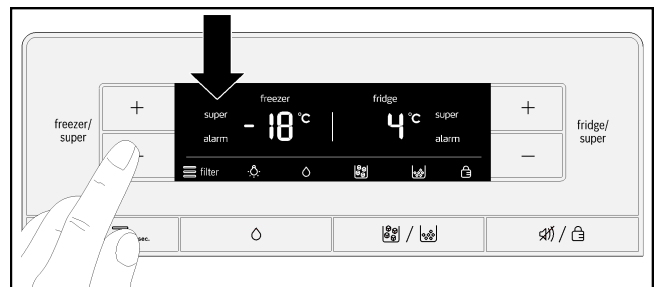 freezer/
super
+
−
freezer
super
alarm
-18 °C
fridge
4 °C
super
alarm
filter
+
−
fridge/
super
sec.
/
/